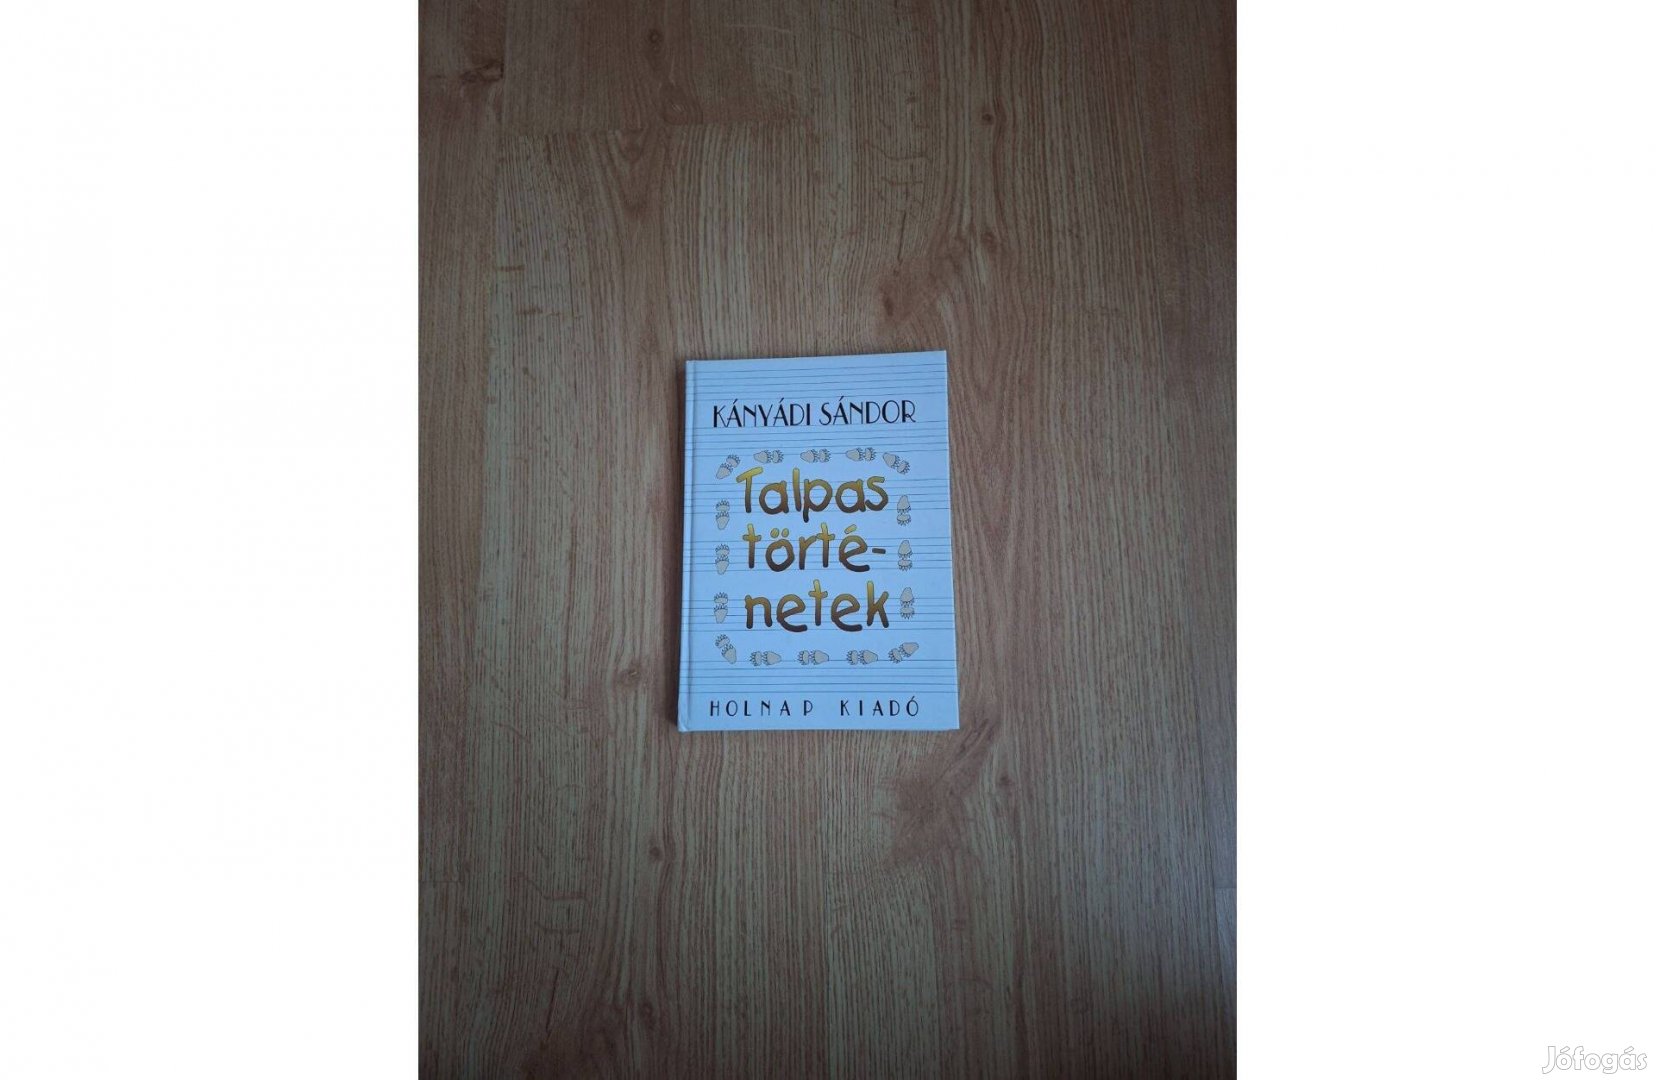 KÁNYÁDI SÁNDOR
Talpas
törté-
netek
HOLNAP KIADÓ
Jófogás